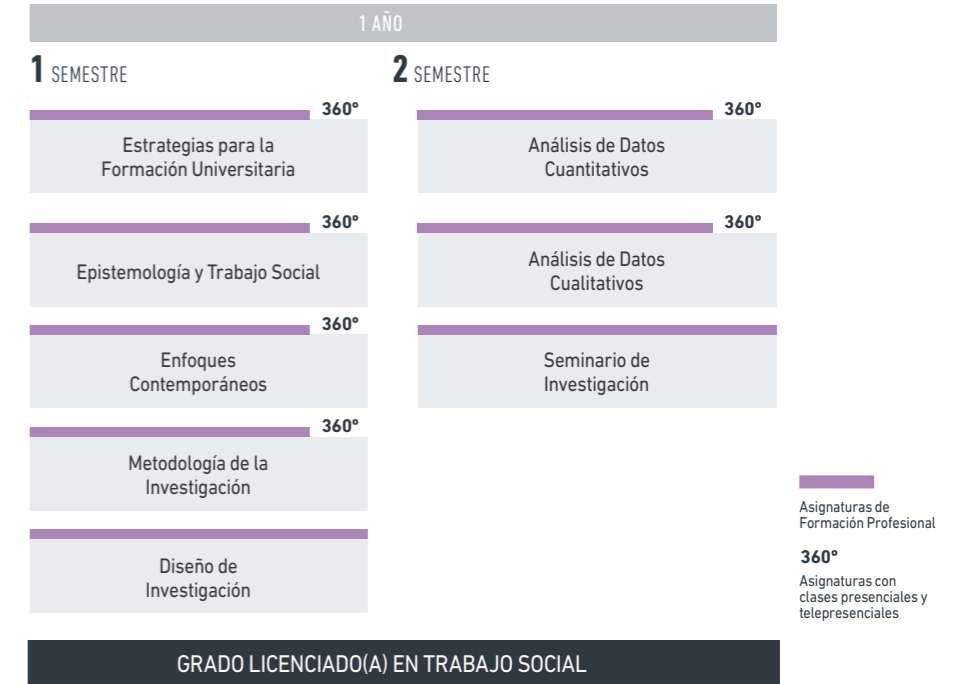 1 AÑO
1 SEMESTRE
360°
Estrategias para la
Formación Universitaria
360°
Epistemología y Trabajo Social
360°
Enfoques
Contemporáneos
360°
Metodología de la
Investigación
Diseño de
Investigación
2 SEMESTRE
360°
Análisis de Datos
Cuantitativos
360°
Análisis de Datos
Cualitativos
Seminario de
Investigación
Asignaturas de
Formación Profesional
360°
Asignaturas con
clases presenciales y
telepresenciales
GRADO LICENCIADO(A) EN TRABAJO SOCIAL